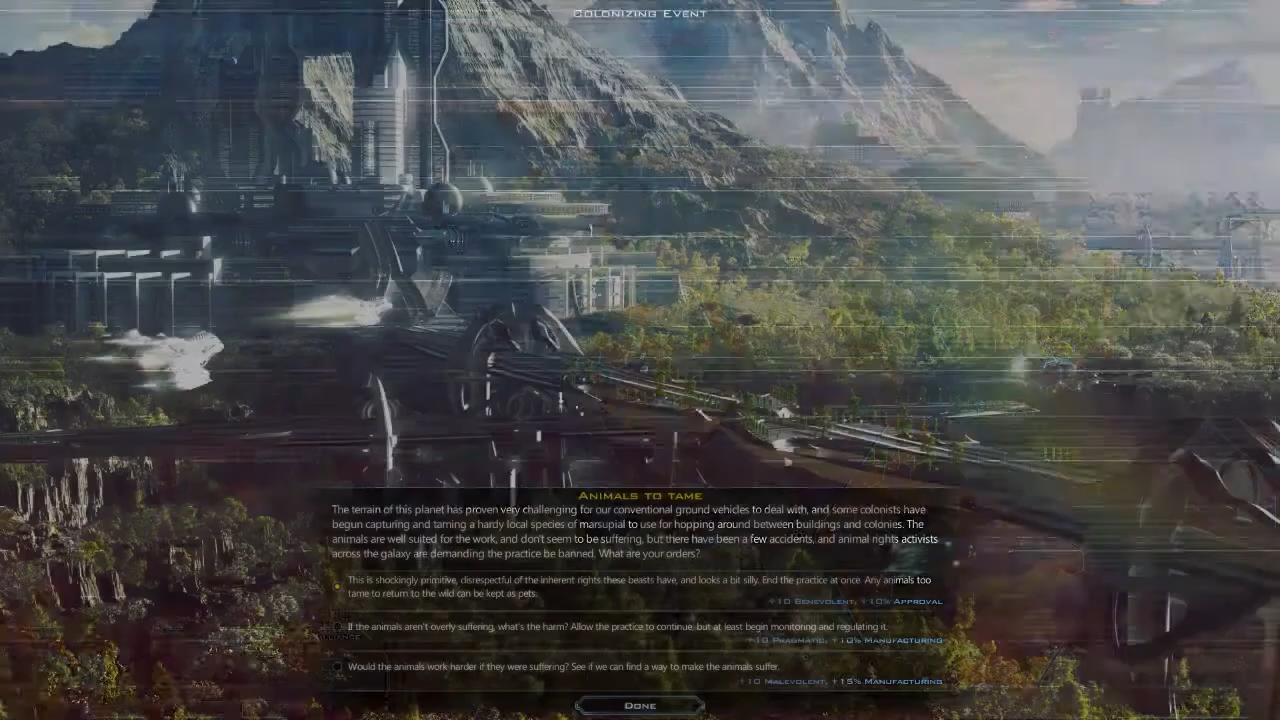 Colonizing Event
Animals to tame
The terrain of this planet has proven very challenging for our conventional ground vehicles to deal with, and some colonists have
begun capturing and taming a hardy local species of marsupial to use for hopping around between buildings and colonies. The
animals are well suited for the work, and don't seem to be suffering, but there have been a few accidents, and animal rights activists
across the galaxy are demanding the practice be banned. What are your orders?
This is shockingly primitive, disrespectful of the inherent rights these beasts have, and looks a bit silly. End the practice at once. Any animals too
tame to return to the wild can be kept as pets.
+10 Benevolent, +10% Approval
If the animals aren't overly suffering, what's the harm? Allow the practice to continue, but at least begin monitoring and regulating it.
+10 Pragmatic, +10% Manufacturing
Would the animals work harder if they were suffering? See if we can find a way to make the animals suffer.
+10 Malevolent, +15% Manufacturing
Done